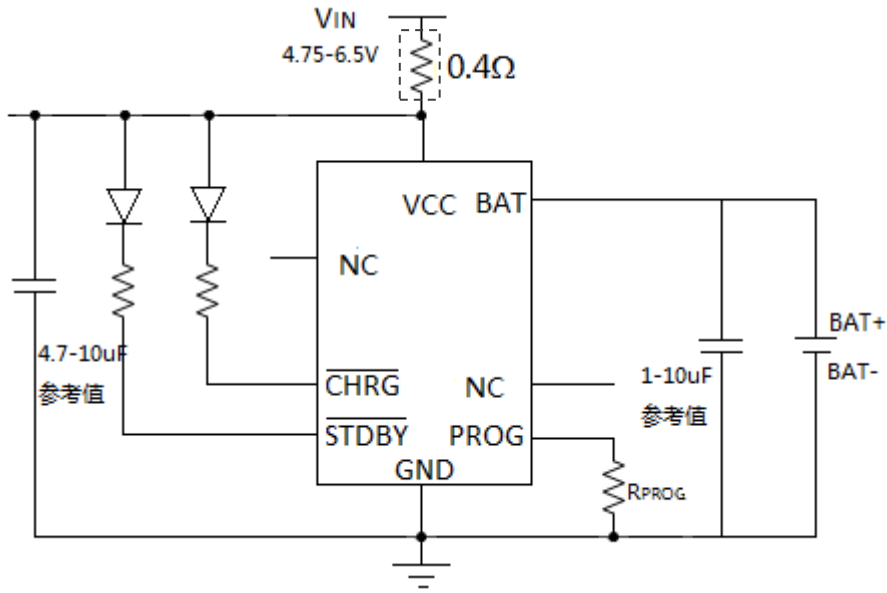 VIN
4.75-6.5V
0.4Ω
VCC
BAT
NC
4.7-10uF
参考值
CHRG
STDBY
NC
PROG
GND
RPROG
1-10uF
参考值
BAT+
BAT-